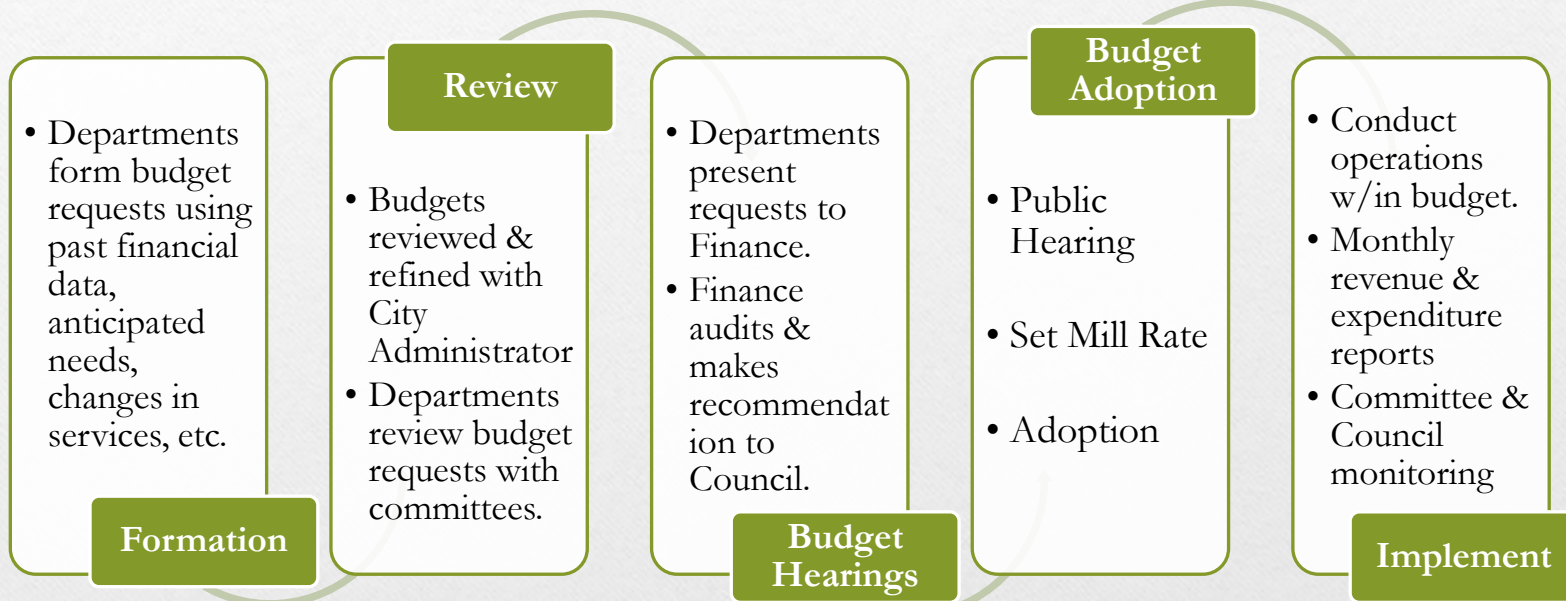 • Departments
form budget
requests using
past financial
data,
anticipated
needs,
changes in
services, etc.
Formation
Review
• Budgets
reviewed &
refined with
City
Administrator
• Departments
review budget
requests with
committees.
• Departments
present
requests to
Finance.
• Finance
audits &
makes
recommendat
ion to
Council.
Budget
Hearings
Budget
Adoption
• Public
Hearing
• Set Mill Rate
• Adoption
• Conduct
operations
w/in budget.
• Monthly
revenue &
expenditure
reports
• Committee &
Council
monitoring
Implement